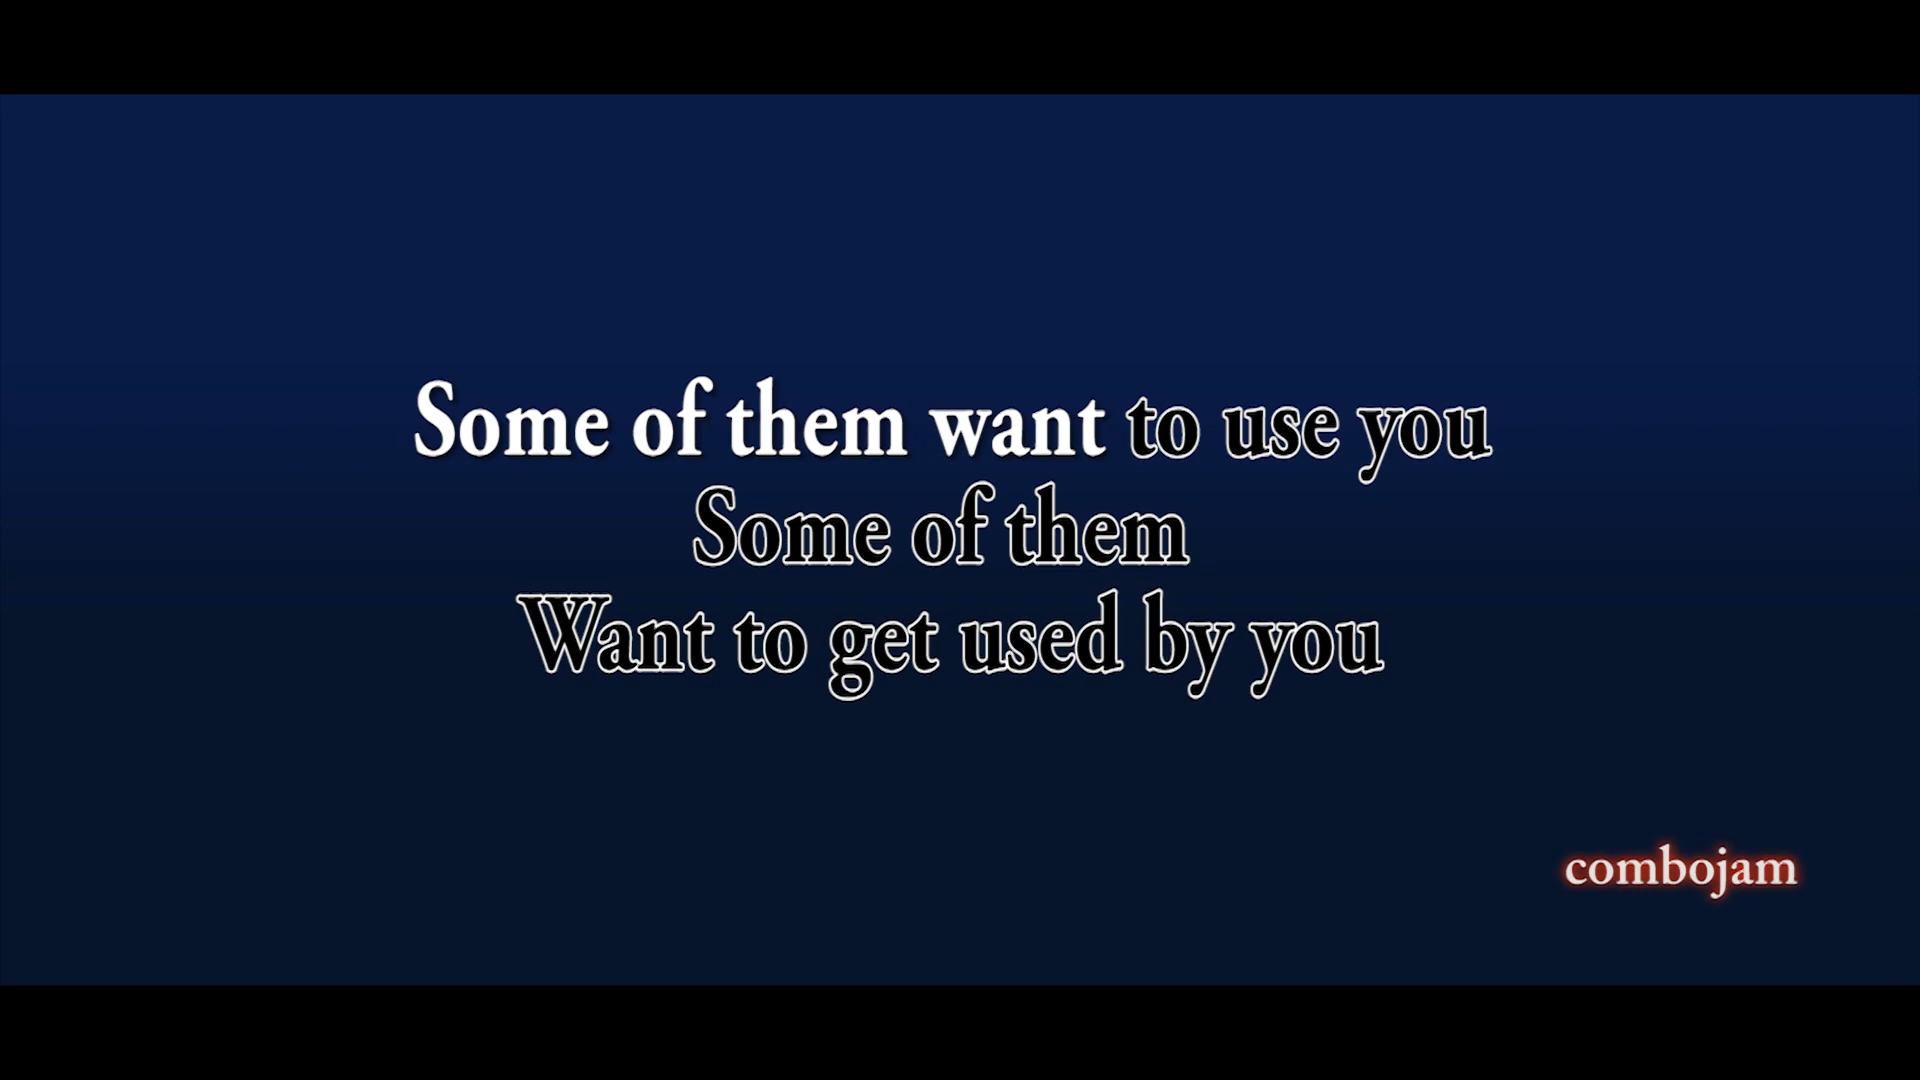 Some of them want to use you
Some of them
Want to get used by you
combojam